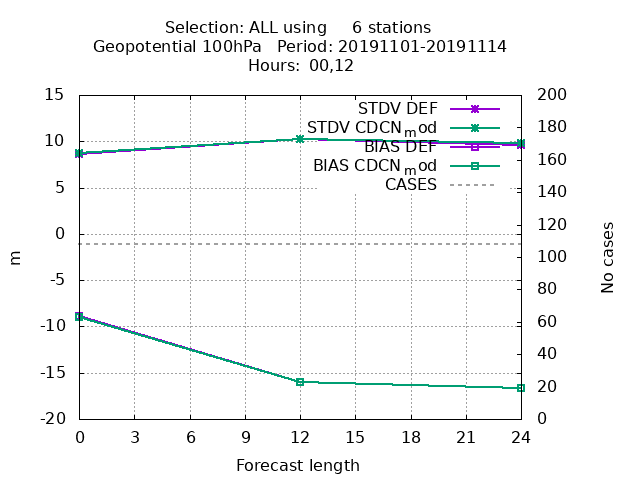 Selection: ALL using     6 stations
Geopotential 100hPa   Period: 20191101-20191114
Hours:  00,12
STDV DEF
STDV CDCN_mod
BIAS DEF
BIAS CDCN_mod
CASES
15
10
5
0
-5
-10
-15
-20
m
200
180
160
140
120
100
80
60
40
20
0
No cases
0 3 6 9 12 15 18 21 24
Forecast length